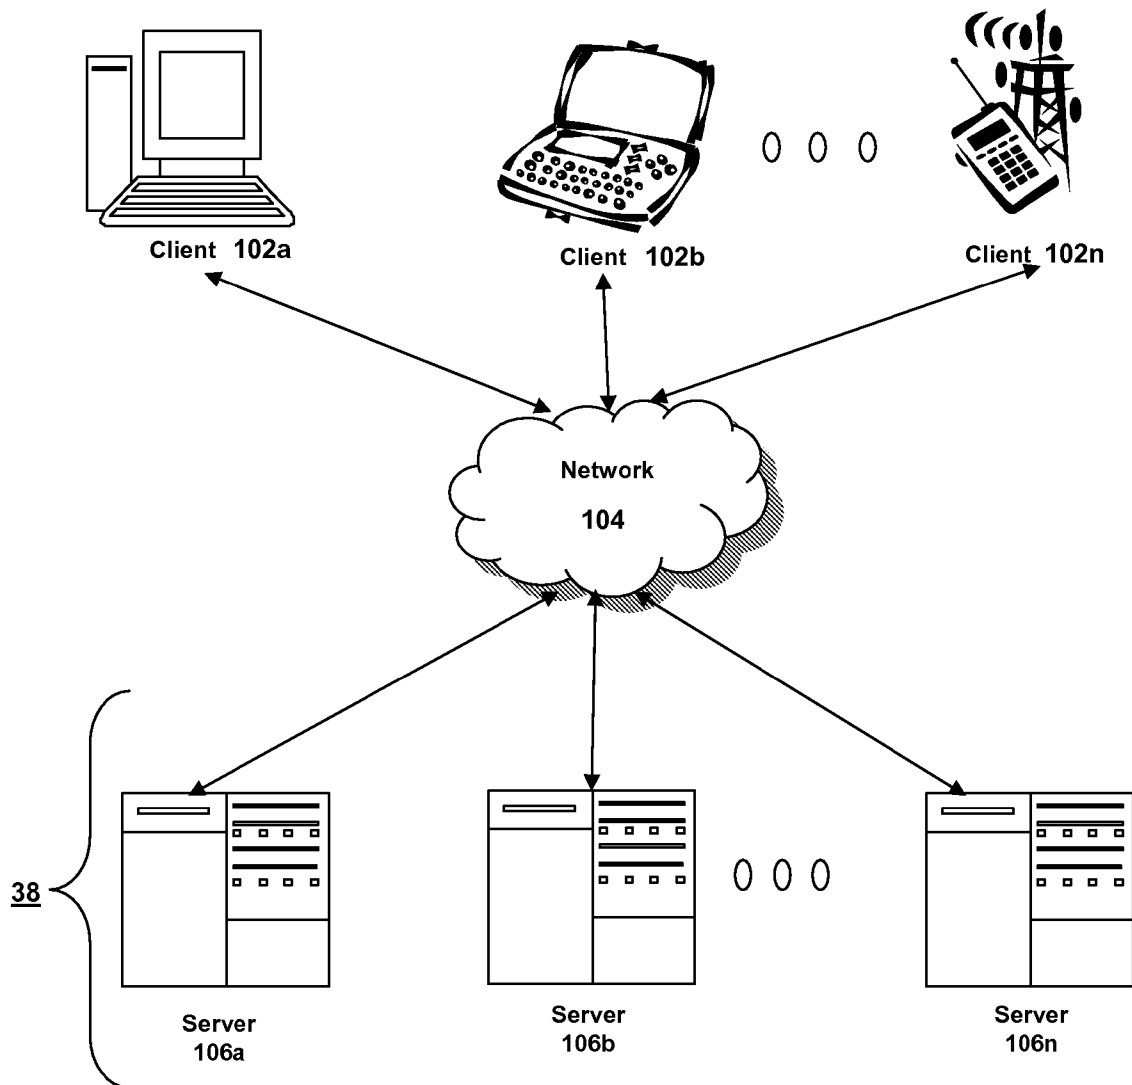 Client 102a
Client 102b
Client 102n
Network
104
38
Server
106a
Server
106b
Server
106n